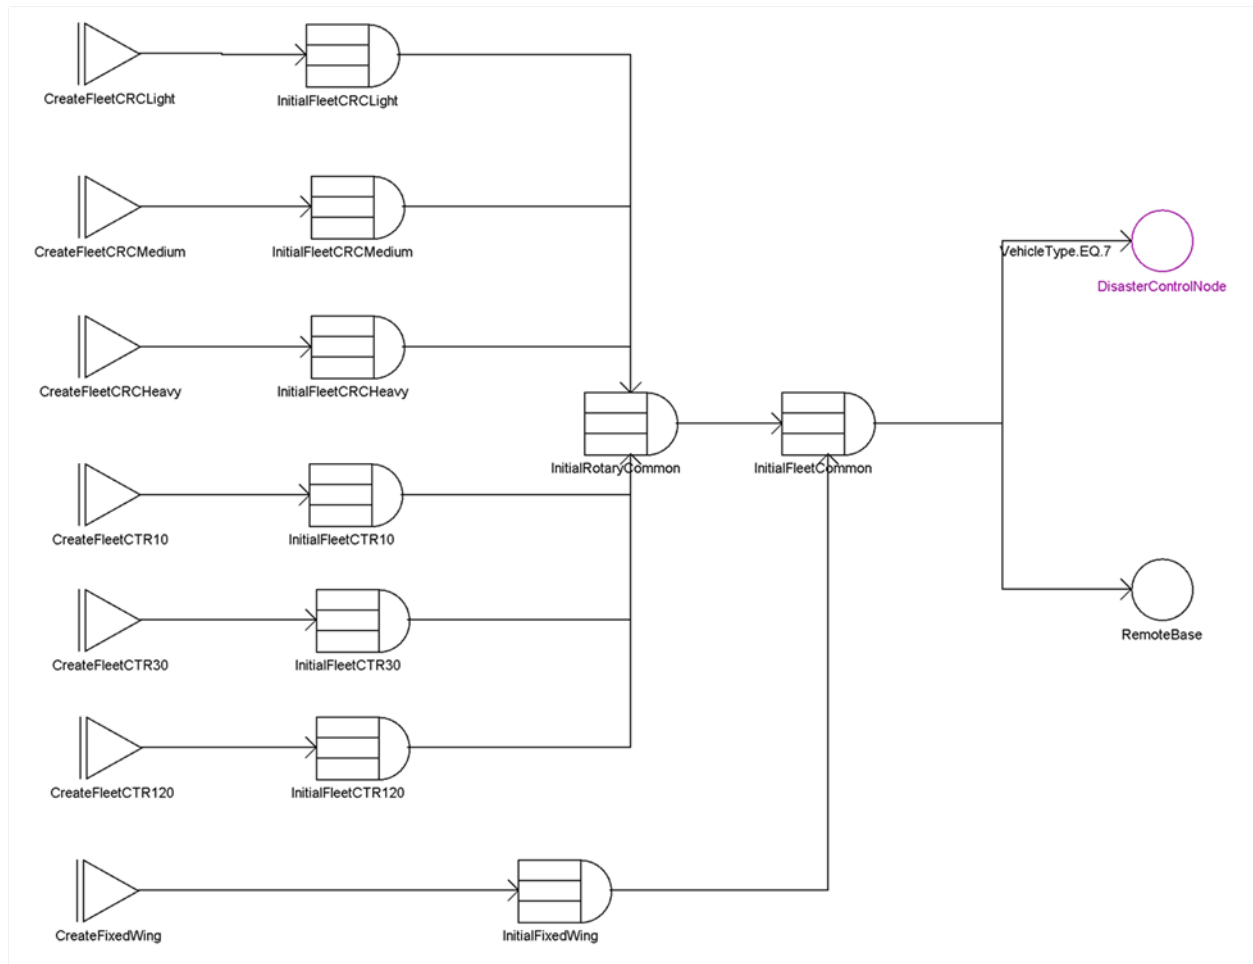 CreateFleetCRCLight
InitialFleetCRCLight
CreateFleetCRCMedium
InitialFleetCRCMedium
VehicleType.EQ.7
DisasterControlNode
CreateFleetCRCHeavy
InitialFleetCRCHeavy
InitialRotaryCommon
InitialFleetCommon
CreateFleetCTR10
InitialFleetCTR10
RemoteBase
CreateFleetCTR30
InitialFleetCTR30
CreateFleetCTR120
InitialFleetCTR120
CreateFixedWing
InitialFixedWing